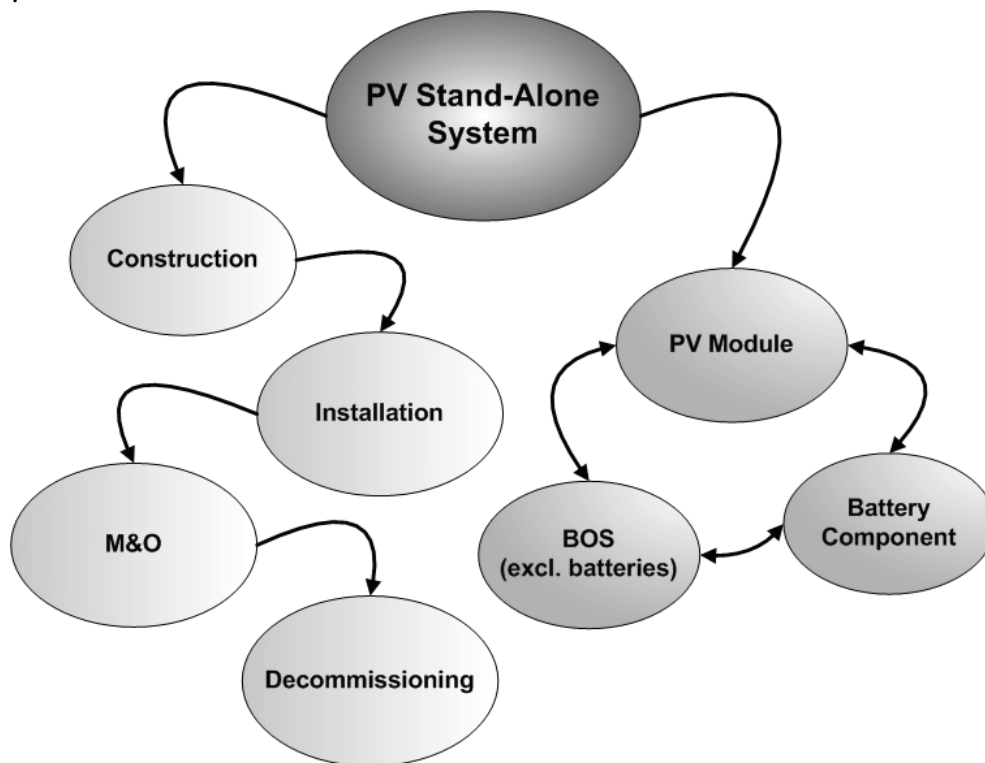 PV Stand-Alone
System
Construction
PV Module
Installation
M&O
BOS
(excl. batteries)
Battery
Component
Decommissioning